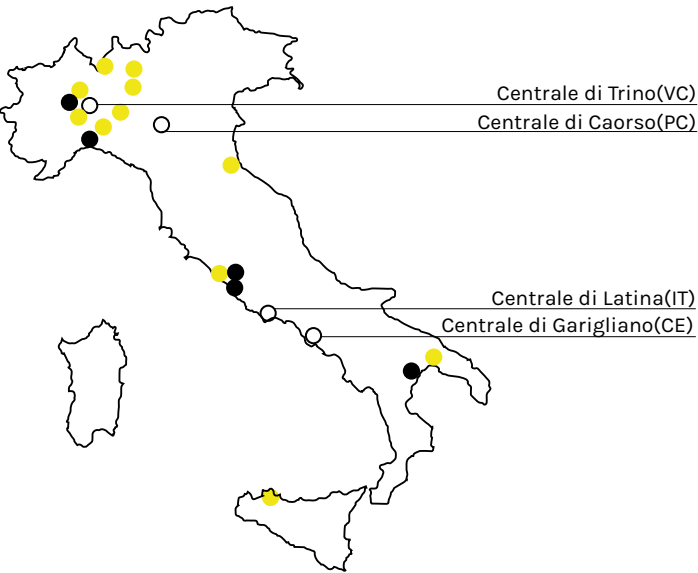 Centrale di Trino(VC)
Centrale di Caorso(PC)
Centrale di Latina(IT)
Centrale di Garigliano(CE)